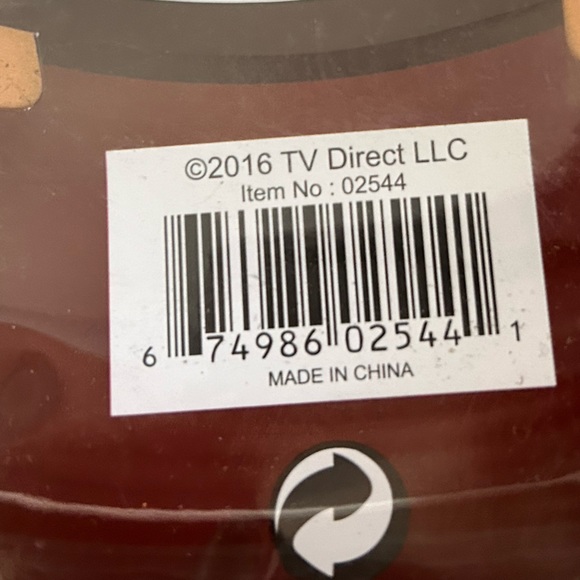 ©2016 TV Direct LLC
Item No : 02544
6 74986 02544 1
MADE IN CHINA